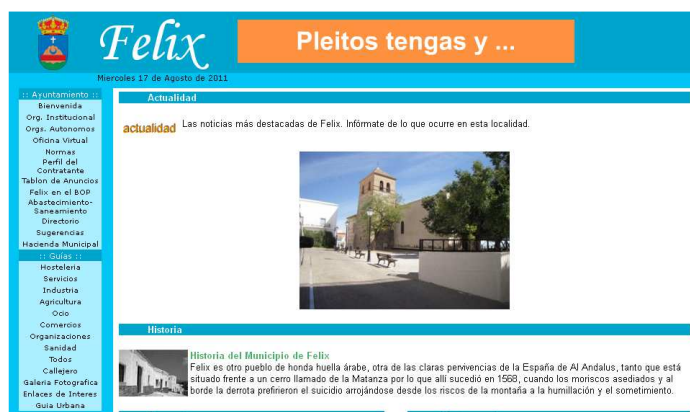 Felix
Pleitos tengas y ...
Miercoles 17 de Agosto de 2011
:: Ayuntamiento ::
Bienvenida
Org. Institucional
Orgs. Autonomos
Oficina Virtual
Normas
Perfil del
Contratante
Tablon de Anuncios
Felix en el BOP
Abastecimiento-
Saneamiento
Directorio
Sugerencias
Hacienda Municipal
:: Guias ::
Hosteleria
Servicios
Industria
Agricultura
Ocio
Comercios
Organizaciones
Sanidad
Todos
Callejero
Galeria Fotografica
Enlaces de Interes
Guia Urbana
Actualidad
actualidad Las noticias más destacadas de Felix. Infórmate de lo que ocurre en esta localidad.
Historia
Historia del Municipio de Felix
Felix es otro pueblo de honda huella árabe, otra de las claras pervivencias de la España de Al Andalus, tanto que está
situado frente a un cerro llamado de la Matanza por lo que allí sucedió en 1568, cuando los moriscos asediados y al
borde la derrota prefirieron el suicidio arrojándose desde los riscos de la montaña a la humillación y el sometimiento.